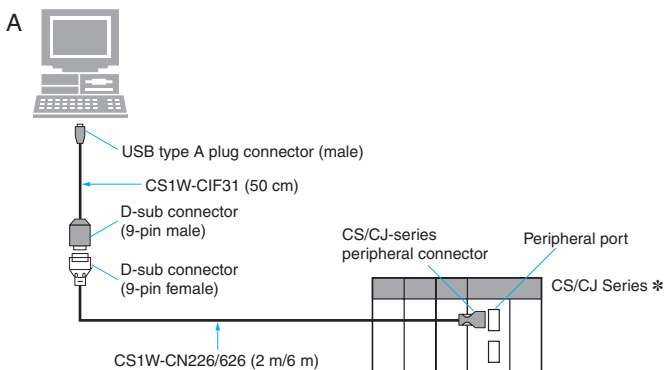 A
USB type A plug connector (male)
CS1W-CIF31 (50 cm)
D-sub connector
(9-pin male)
D-sub connector
(9-pin female)
CS/CJ-series
peripheral connector
Peripheral port
CS/CJ Series *
CS1W-CN226/626 (2 m/6 m)